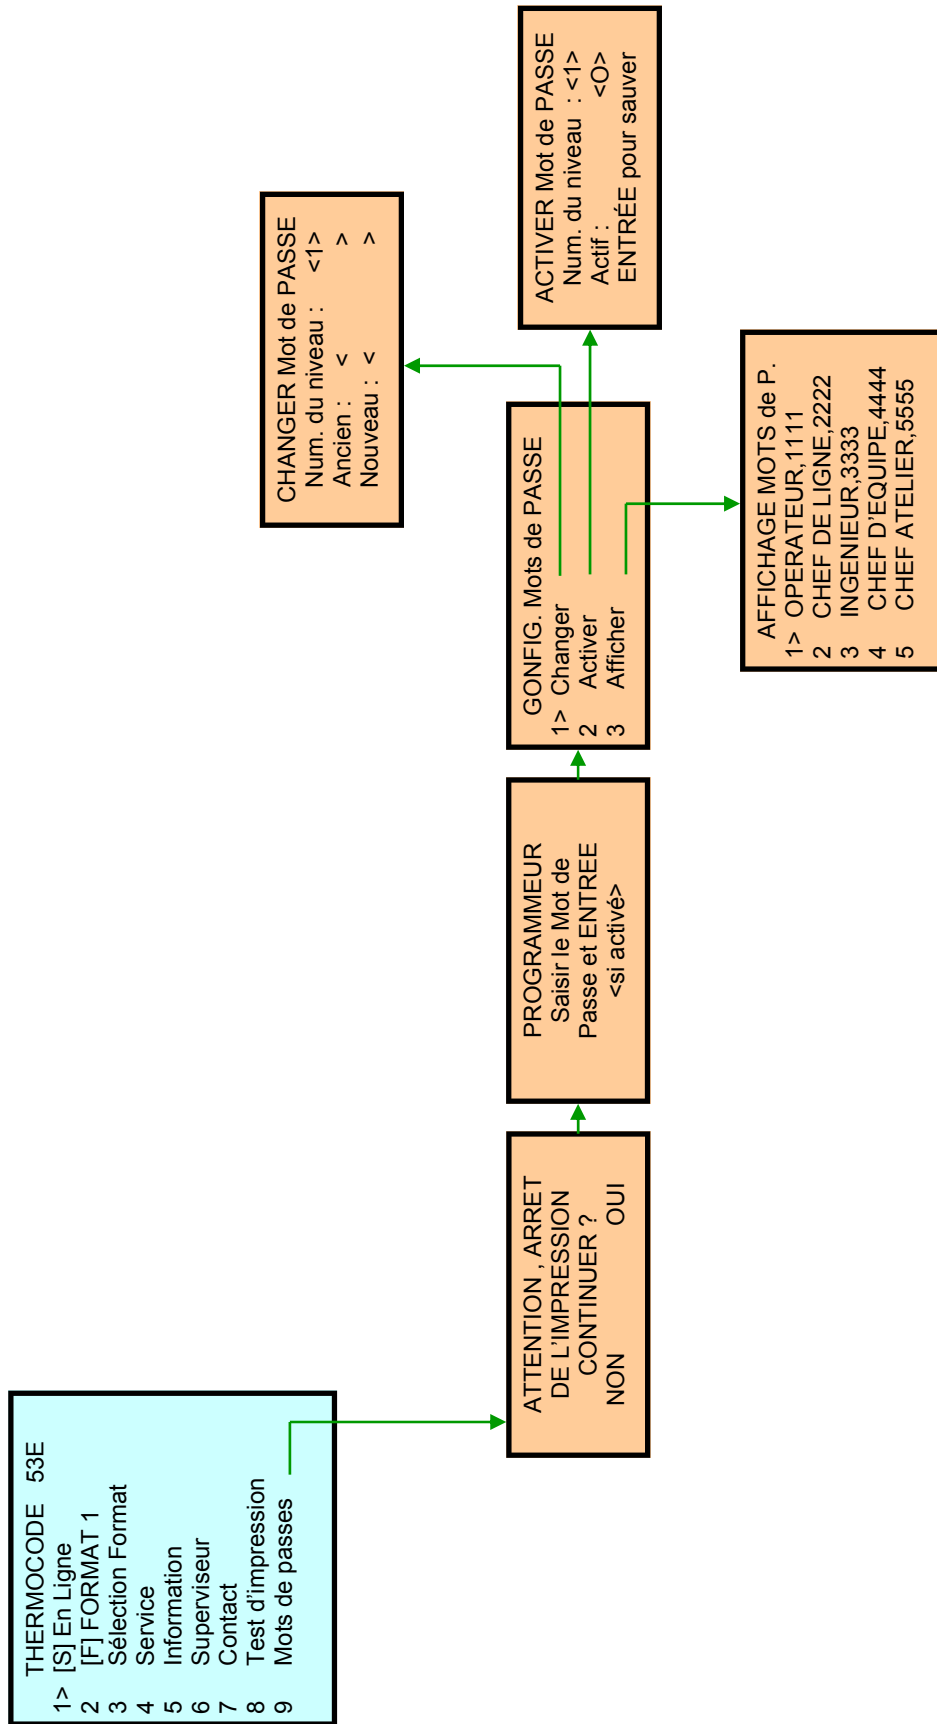 THERMOCODE 53E
1> [S] En Ligne
2 [F] FORMAT 1
3 Sélection Format
4 Service
5 Information
6 Superviseur
7 Contact
8 Test d'impression
9 Mots de passes
ATTENTION , ARRET
DE L'IMPRESSION
CONTINUER ?
NON OUI
PROGRAMMEUR
Saisir le Mot de
Passe et ENTREE
<si activé>
GONFIG. Mots de PASSE
1> Changer
2 Activer
3 Afficher
CHANGER Mot de PASSE
Num. du niveau : <1>
Ancien : < >
Nouveau : < >
ACTIVER Mot de PASSE
Num. du niveau : <1>
Actif : <O>
ENTRÉE pour sauver
AFFICHAGE MOTS de P.
1> OPERATEUR,1111
2 CHEF DE LIGNE,2222
3 INGENIEUR,3333
4 CHEF D'EQUIPE,4444
5 CHEF ATELIER,5555